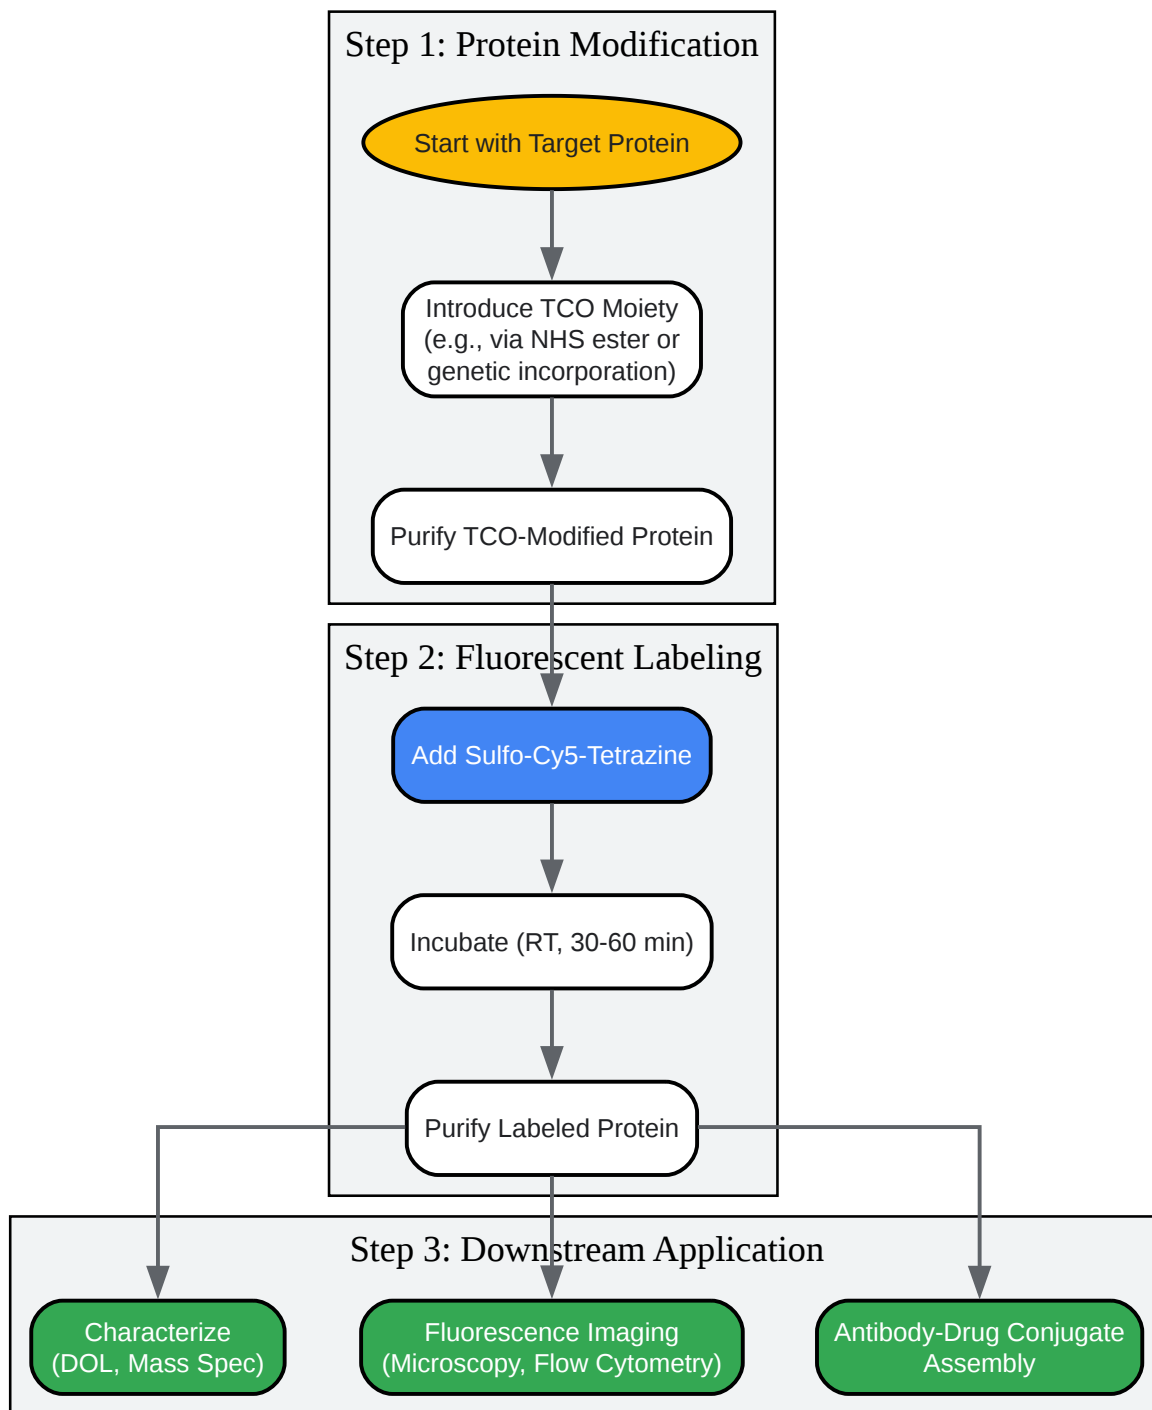 Step 1: Protein Modification
Start with Target Protein
Introduce TCO Moiety
(e.g., via NHS ester or
genetic incorporation)
Purify TCO-Modified Protein
Step 2: Fluorescent Labeling
Add Sulfo-Cy5-Tetrazine
Incubate (RT, 30-60 min)
Purify Labeled Protein
Step 3: Downstream Application
Characterize
(DOL, Mass Spec)
Fluorescence Imaging
(Microscopy, Flow Cytometry)
Antibody-Drug Conjugate
Assembly